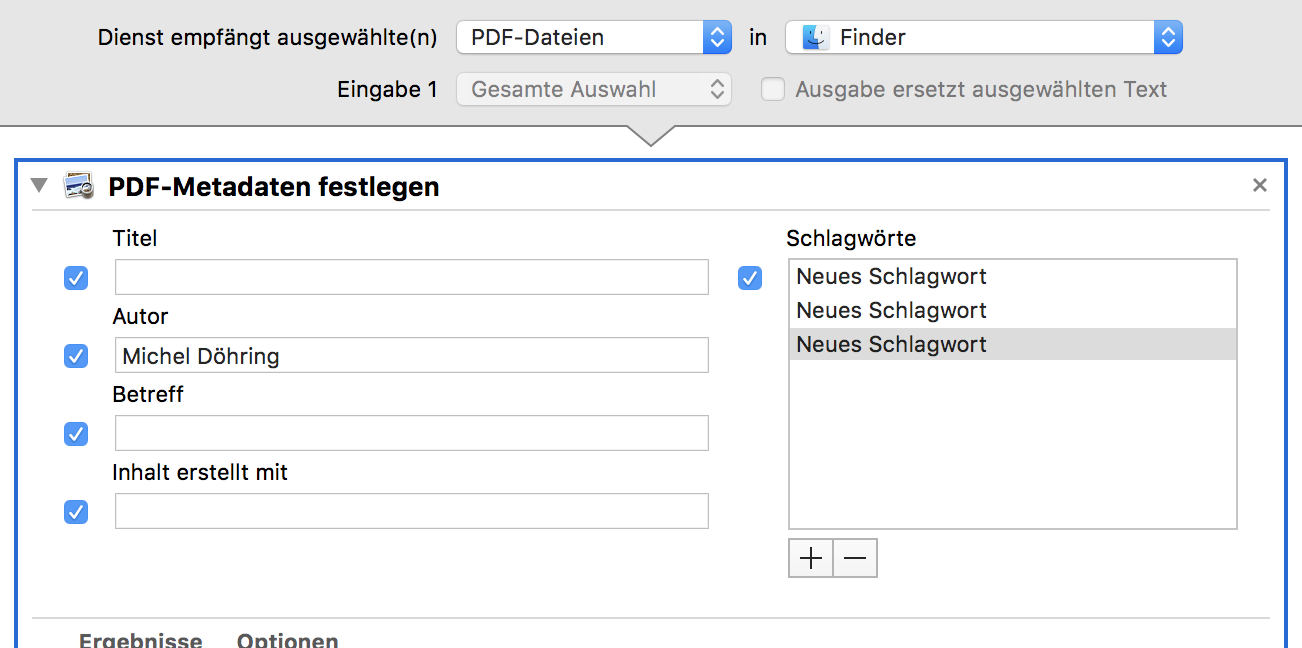 Dienst empfängt ausgewählte(n) PDF-Dateien in Finder
Eingabe 1 Gesamte Auswahl Ausgabe ersetzt ausgewählten Text
PDF-Metadaten festlegen
Titel
Autor
Michel Döhring
Betreff
Inhalt erstellt mit
Schlagwörte
Neues Schlagwort
Neues Schlagwort
Neues Schlagwort
Ergebnisse Optionen